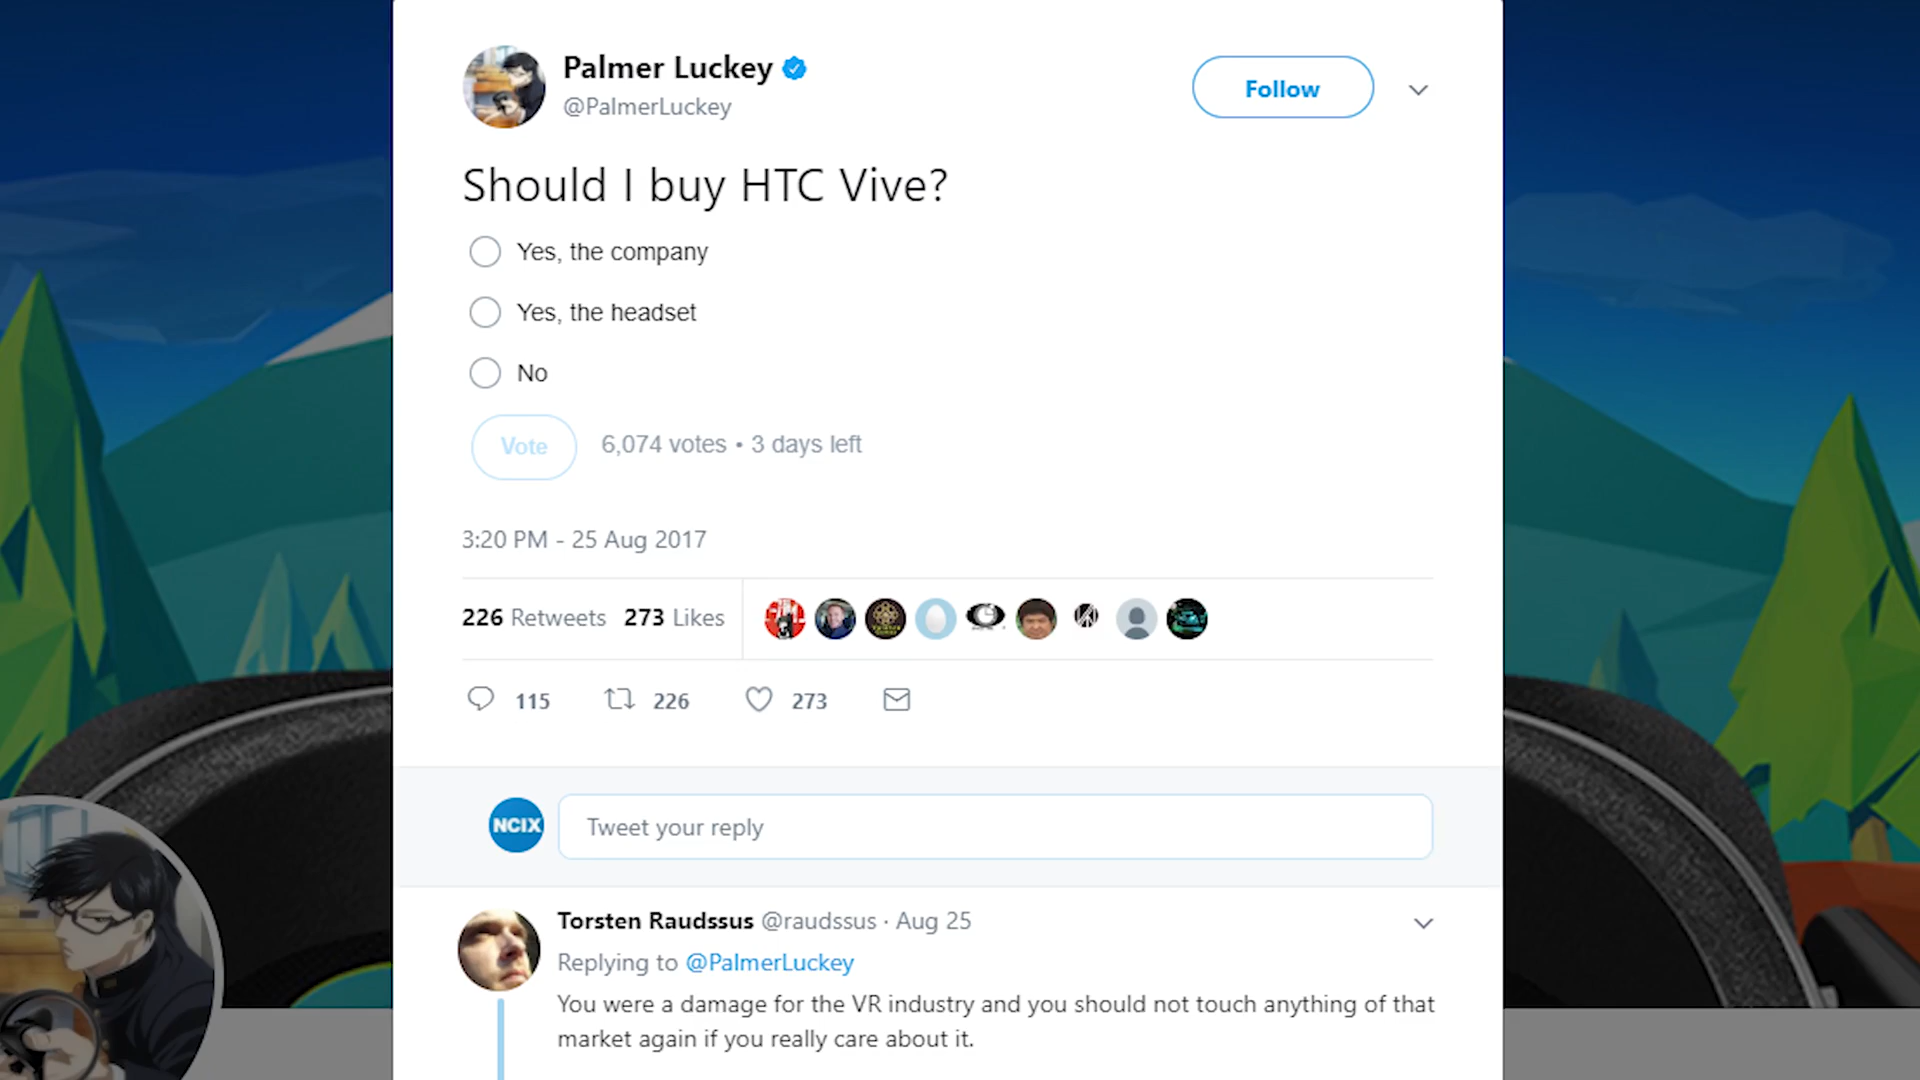 Palmer Luckey
@PalmerLuckey
Follow
Should I buy HTC Vive?
Yes, the company
Yes, the headset
No
Vote
6,074 votes • 3 days left
3:20 PM - 25 Aug 2017
226 Retweets 273 Likes
115 226 273
NCIX
Tweet your reply
Torsten Raudssus @raudssus · Aug 25
Replying to @PalmerLuckey
You were a damage for the VR industry and you should not touch anything of that
market again if you really care about it.